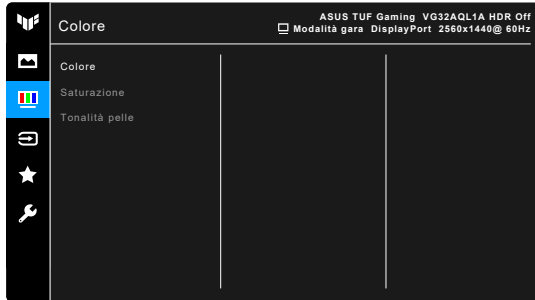 Colore
ASUS TUF Gaming VG32AQL1A HDR Off
Modalità gara DisplayPort 2560x1440@ 60Hz
Colore
Saturazione
Tonalità pelle